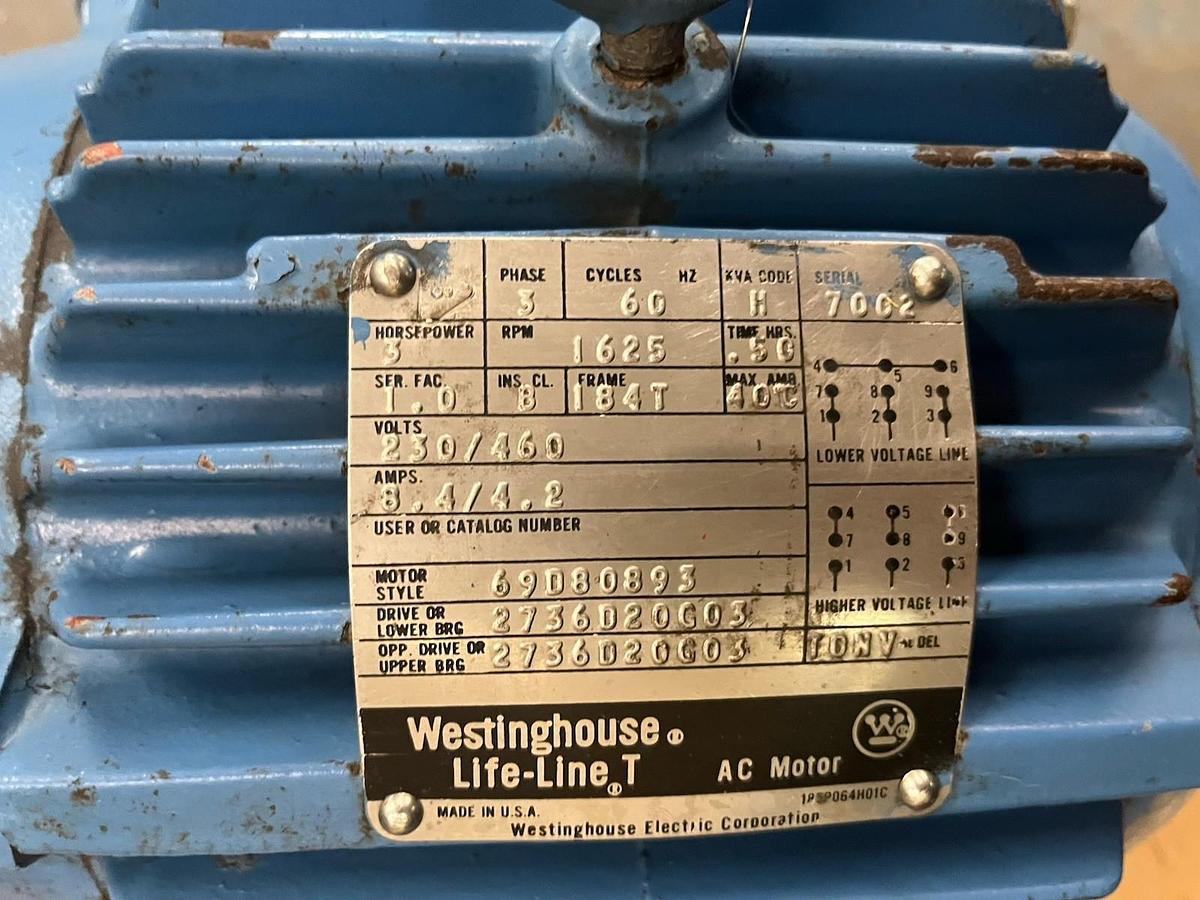 PHASE CYCLES HZ KVA CODE SERIAL
3 60 H 7002
HORSEPOWER RPM TIME HRS.
3 1625 .50
SER. FAC. INS. CL. FRAME MAX. AMB
1.0 B 184T 40C
VOLTS
230/460
AMPS.
8.4/4.2
USER OR CATALOG NUMBER
MOTOR STYLE 69D80893
DRIVE OR LOWER BRG 2736D20G03
OPP. DRIVE OR UPPER BRG 2736D20G03
4 5 6
7 8 9
1 2 3
LOWER VOLTAGE LINE
4 5 6
7 8 9
1 2 3
HIGHER VOLTAGE LINE
DEL
Westinghouse ®
Life-Line ® T AC Motor
W ®
MADE IN U.S.A.
Westinghouse Electric Corporation